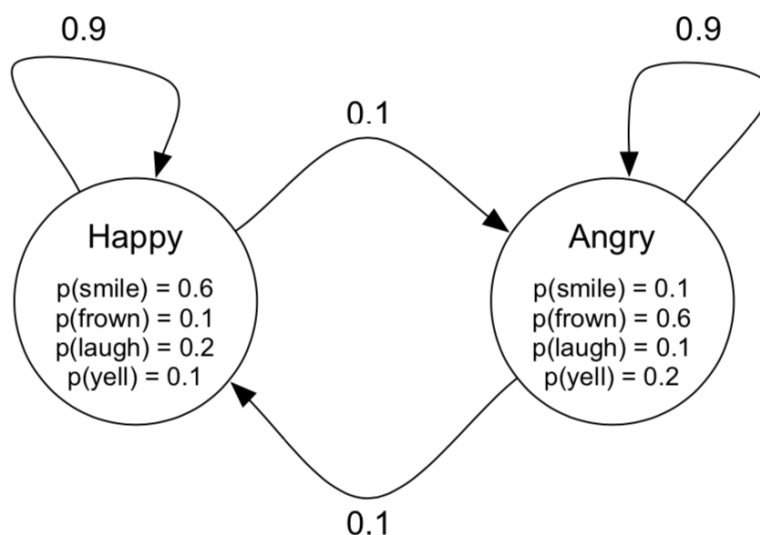 0.9
0.9
0.1
Happy
p(smile) = 0.6
p(frown) = 0.1
p(laugh) = 0.2
p(yell) = 0.1
Angry
p(smile) = 0.1
p(frown) = 0.6
p(laugh) = 0.1
p(yell) = 0.2
0.1